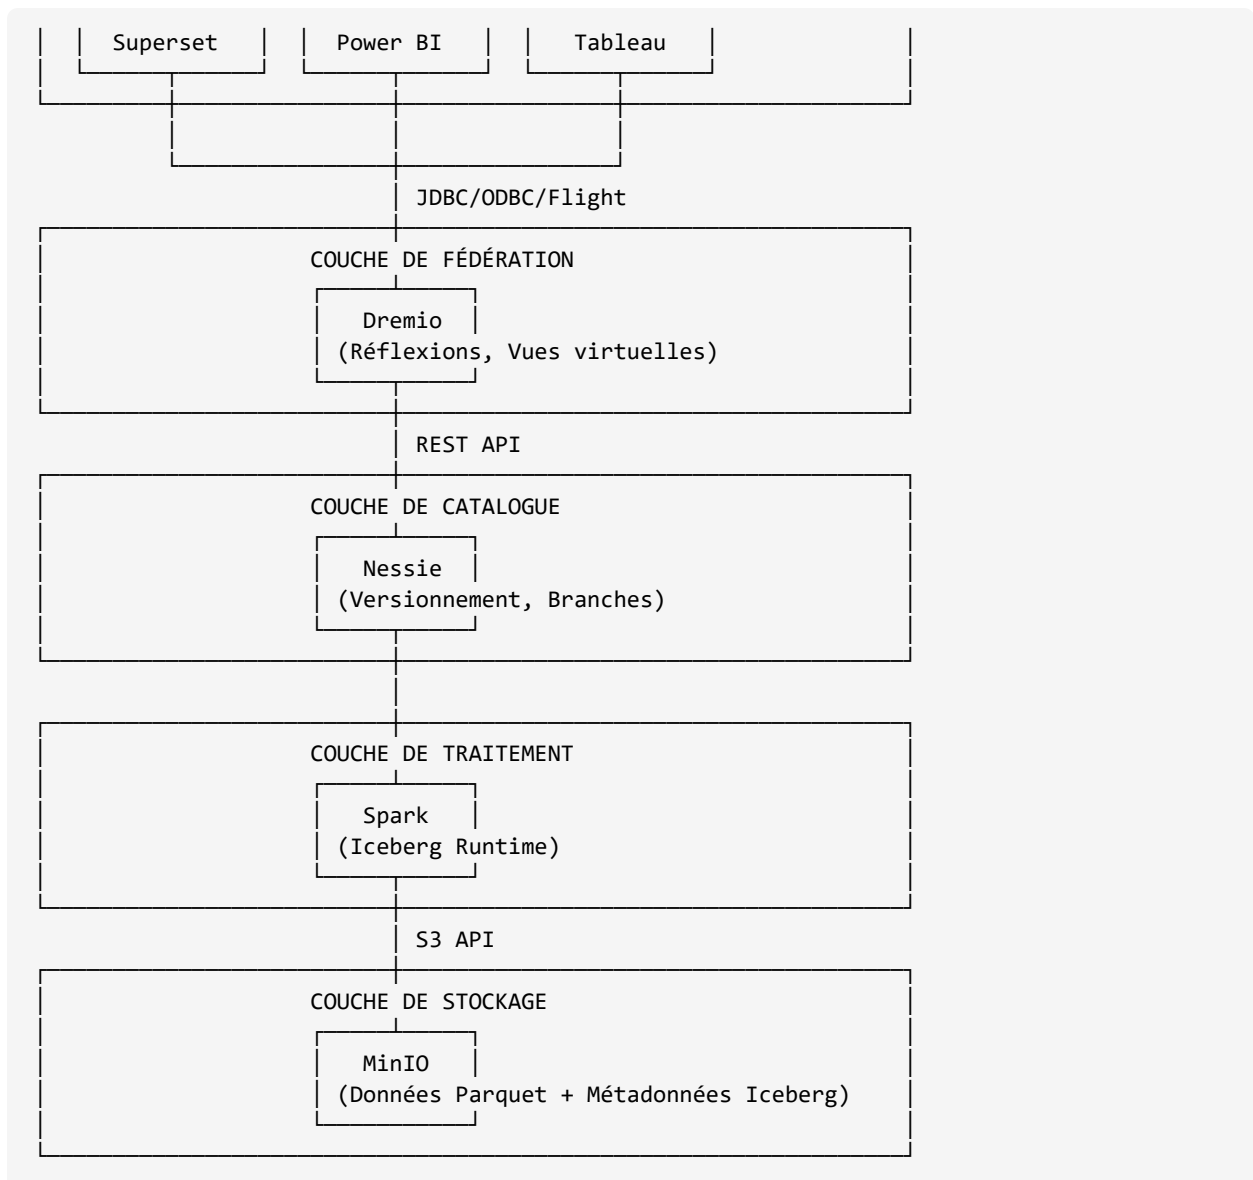 Superset Power BI Tableau
JDBC/ODBC/Flight
COUCHE DE FÉDÉRATION
Dremio
(Réflexions, Vues virtuelles)
REST API
COUCHE DE CATALOGUE
Nessie
(Versionnement, Branches)
COUCHE DE TRAITEMENT
Spark
(Iceberg Runtime)
S3 API
COUCHE DE STOCKAGE
MinIO
(Données Parquet + Métadonnées Iceberg)